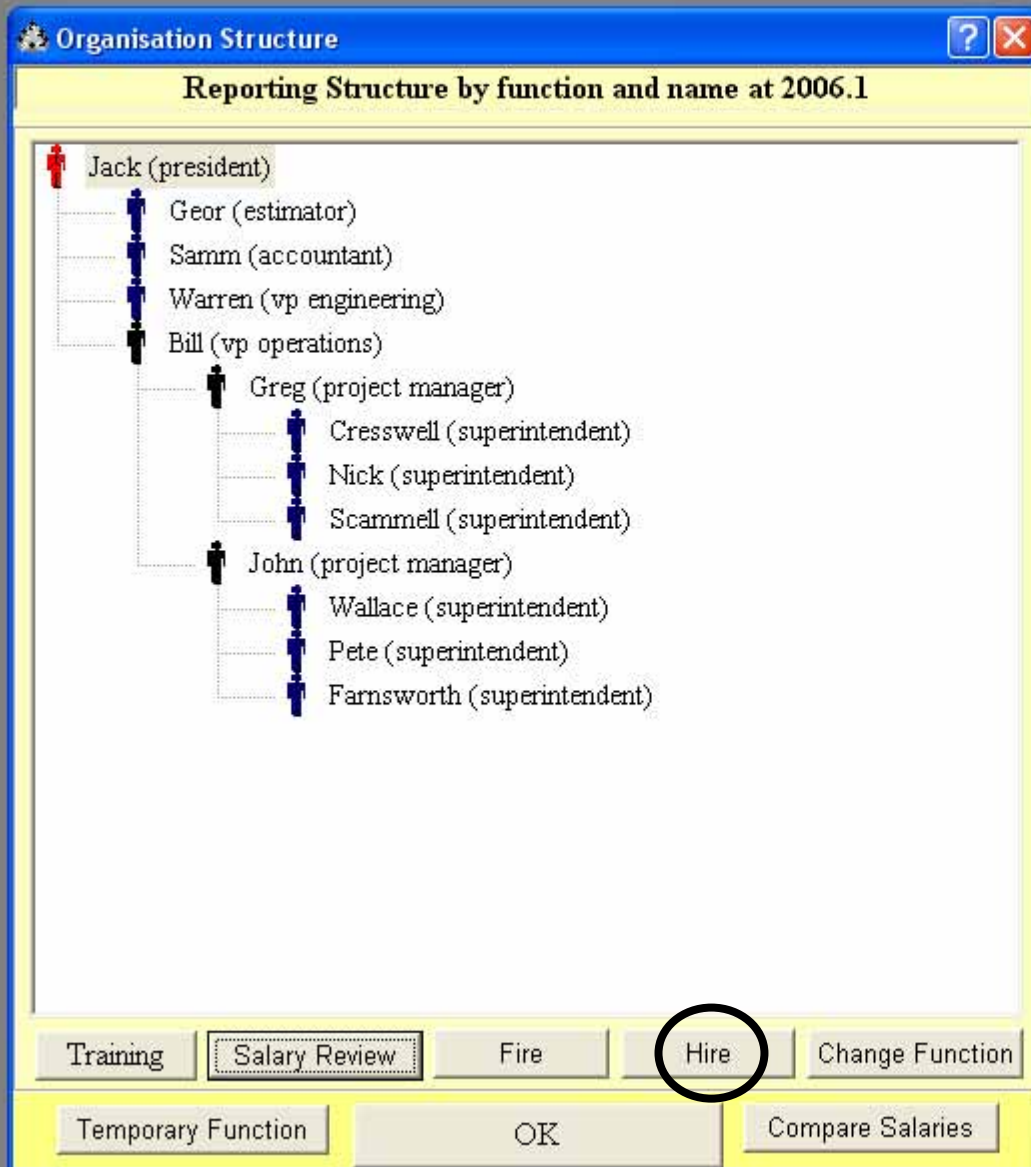 Organisation Structure
Reporting Structure by function and name at 2006.1
Jack (president)
Geor (estimator)
Samm (accountant)
Warren (vp engineering)
Bill (vp operations)
Greg (project manager)
Cresswell (superintendent)
Nick (superintendent)
Scammell (superintendent)
John (project manager)
Wallace (superintendent)
Pete (superintendent)
Farnsworth (superintendent)
Training Salary Review Fire Hire Change Function
Temporary Function OK Compare Salaries